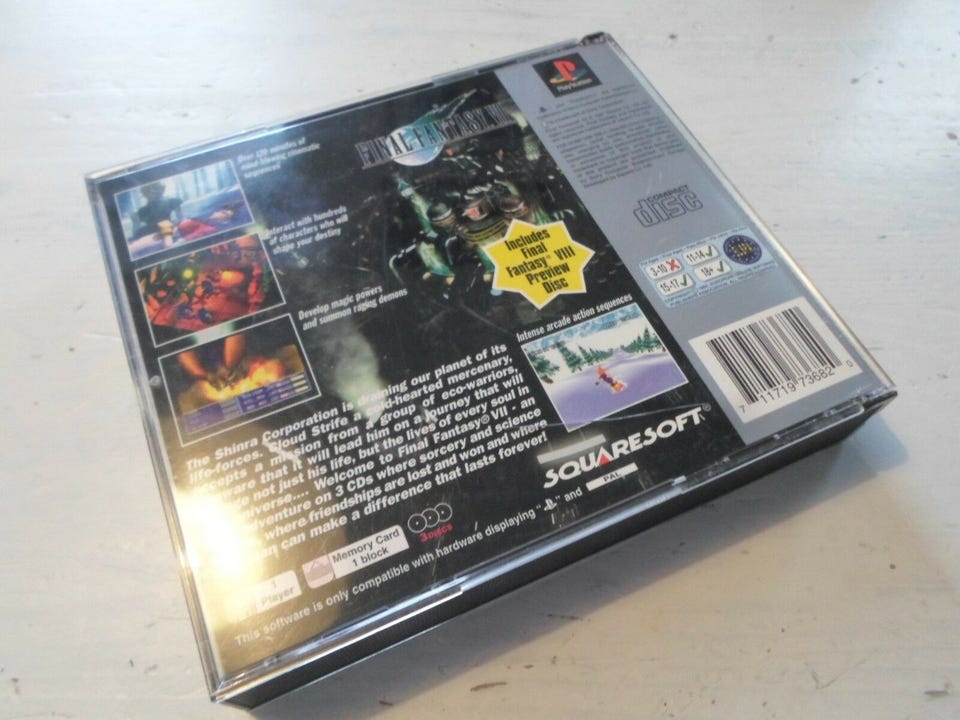 Over 120 minutes of
mind-blowing cinematic
sequences
FINAL FANTASY VII
Interact with hundreds
of characters who will
shape your destiny
Develop magic powers
and summon raging demons
Includes
Final
Fantasy® VIII
Preview
Disc
Intense arcade action sequences
The Shinra Corporation is draining our planet of its
life-forces. Cloud Strife a cold-hearted mercenary,
accepts a mission from a group of eco-warriors,
unaware that it will lead him on a journey that will
not just his life, but the lives of every soul in
universe.... Welcome to Final Fantasy® VII - an
adventure on 3 CDs where sorcery and science
where friendships are lost and won and where
man can make a difference that lasts forever!
SQUARESOFT®
PAL
1
Player
Memory Card
1 block
3 Discs
This software is only compatible with hardware displaying " " and
PlayStation
COMPACT
disc
3-10 11-14
15-17 18+
7 11719 73682 0